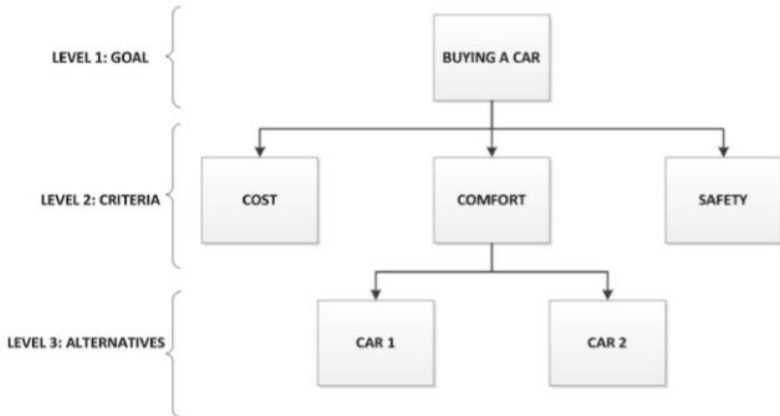 LEVEL 1: GOAL
BUYING A CAR
LEVEL 2: CRITERIA
COST
COMFORT
SAFETY
LEVEL 3: ALTERNATIVES
CAR 1
CAR 2